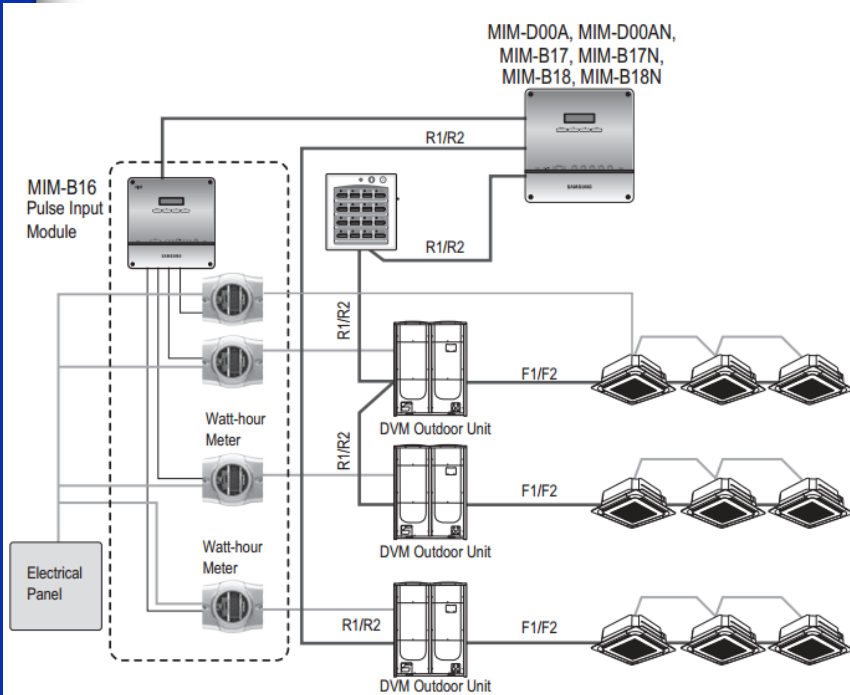 MIM-D00A, MIM-D00AN,
MIM-B17, MIM-B17N,
MIM-B18, MIM-B18N
R1/R2
MIM-B16
Pulse Input
Module
SAMSUNG
SAMSUNG
R1/R2
R1/R2
F1/F2
DVM Outdoor Unit
Watt-hour
Meter
R1/R2
F1/F2
DVM Outdoor Unit
Watt-hour
Meter
Electrical
Panel
R1/R2
F1/F2
DVM Outdoor Unit